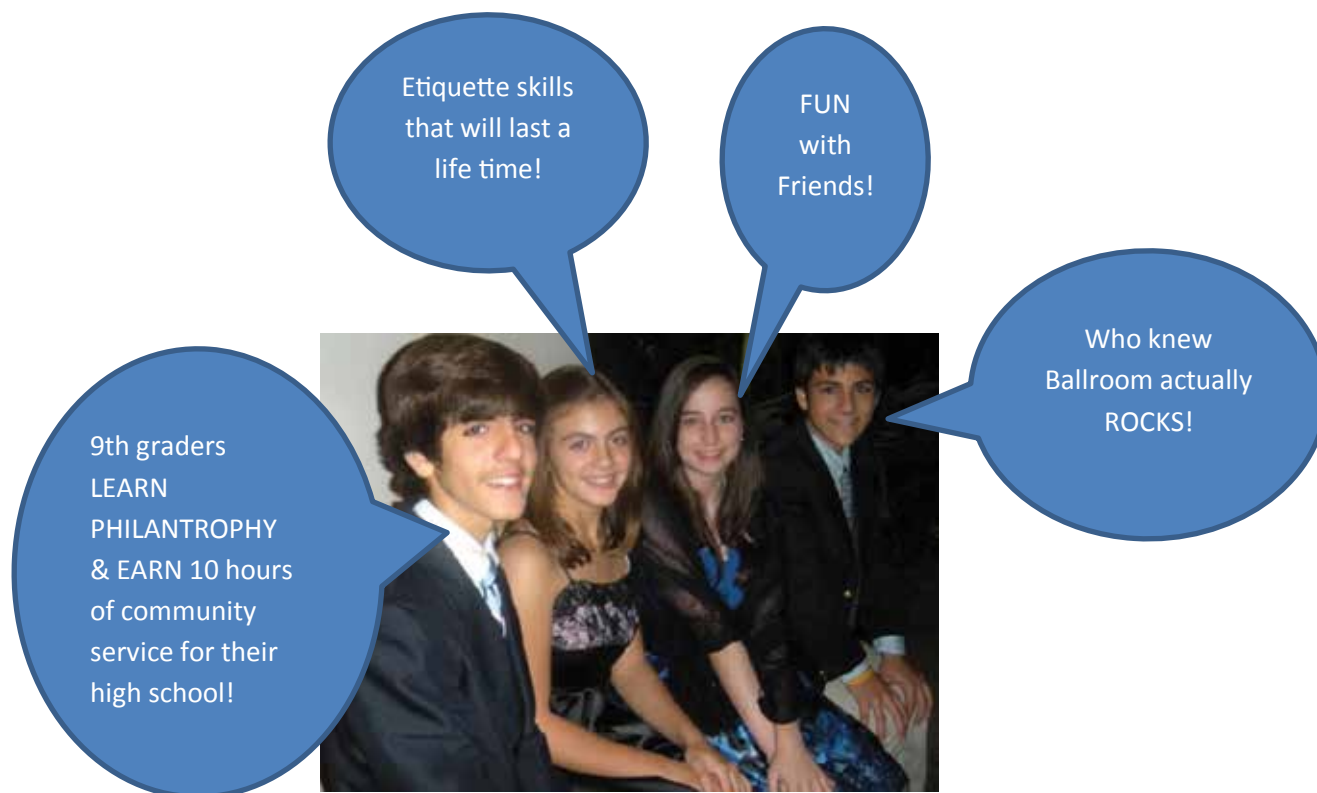 Etiquette skills
that will last a
life time!
FUN
with
Friends!
Who knew
Ballroom actually
ROCKS!
9th graders
LEARN
PHILANTROPHY
& EARN 10 hours
of community
service for their
high school!